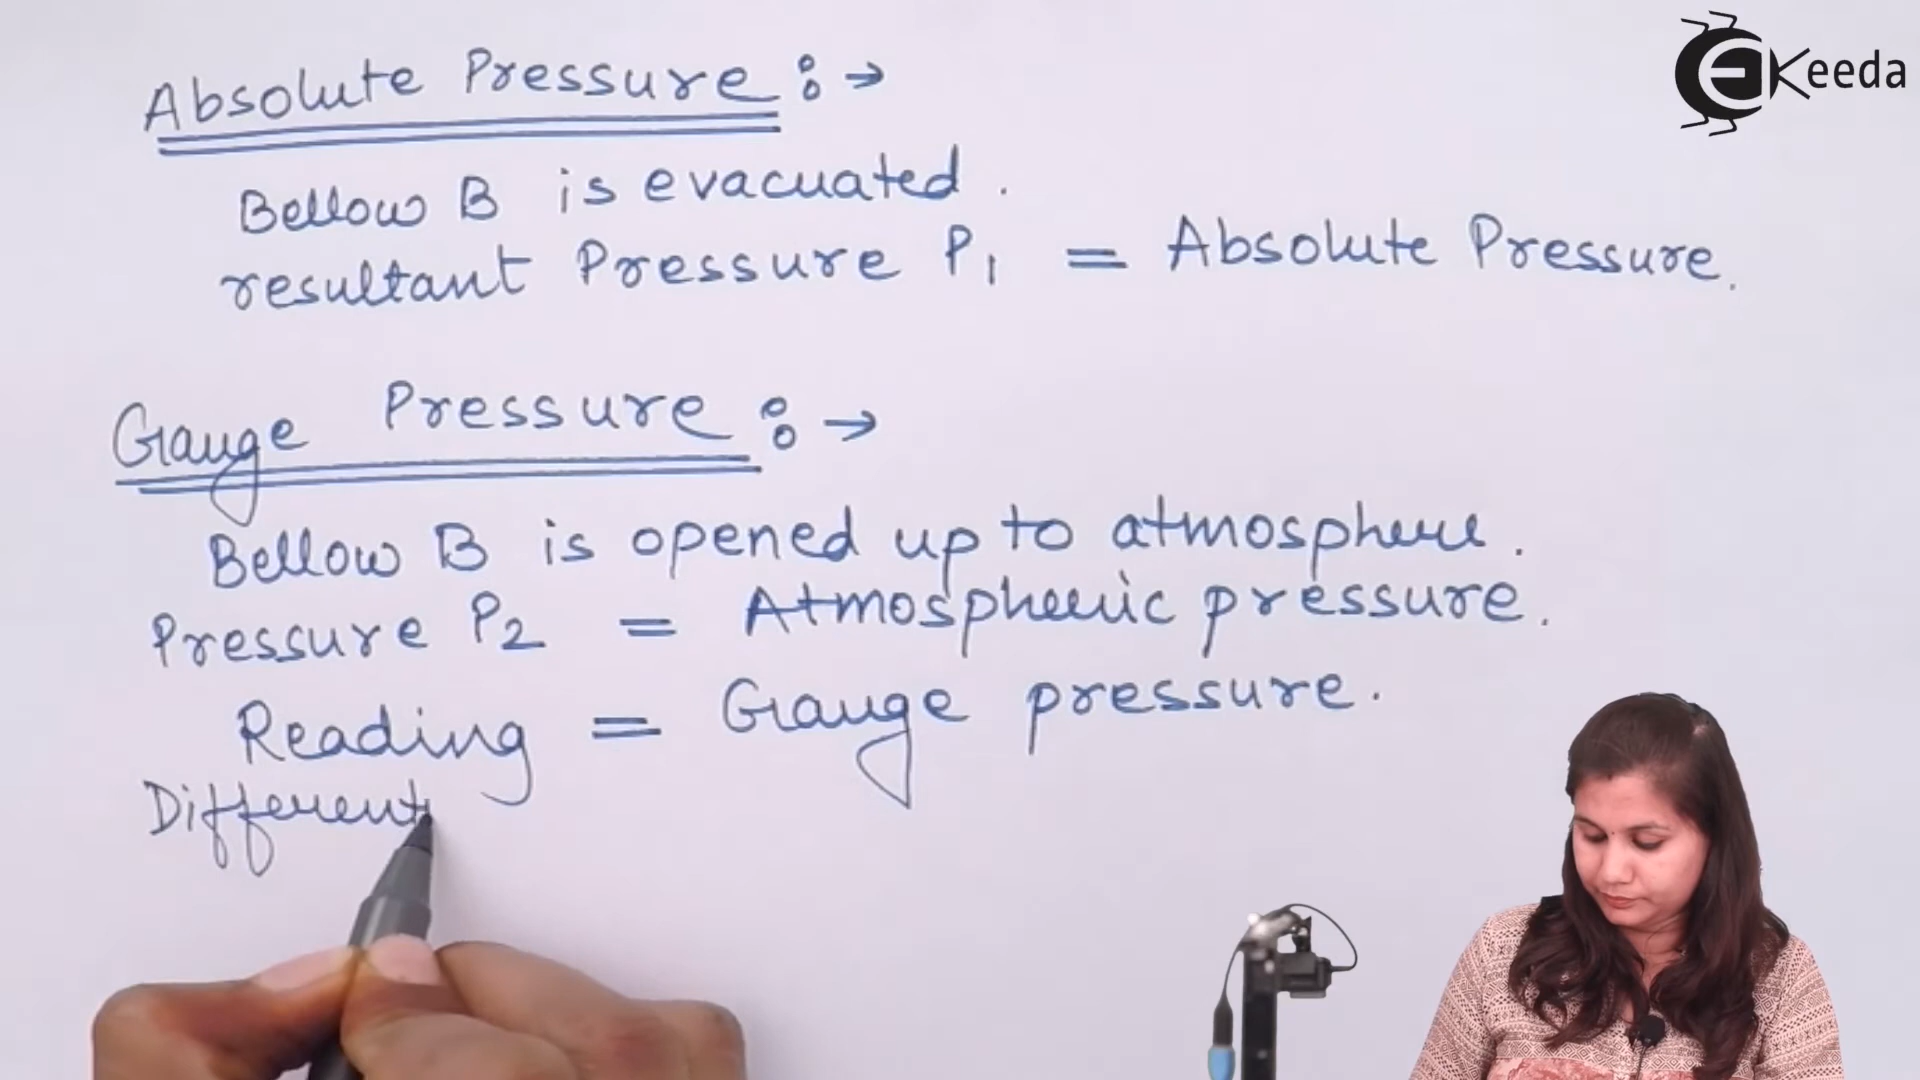 EKeeda
Absolute Pressure :→
Bellow B is evacuated.
resultant Pressure P1 = Absolute Pressure.
Gauge Pressure :→
Bellow B is opened up to atmosphere.
Pressure P2 = Atmospheric pressure.
Reading = Gauge pressure.
Different